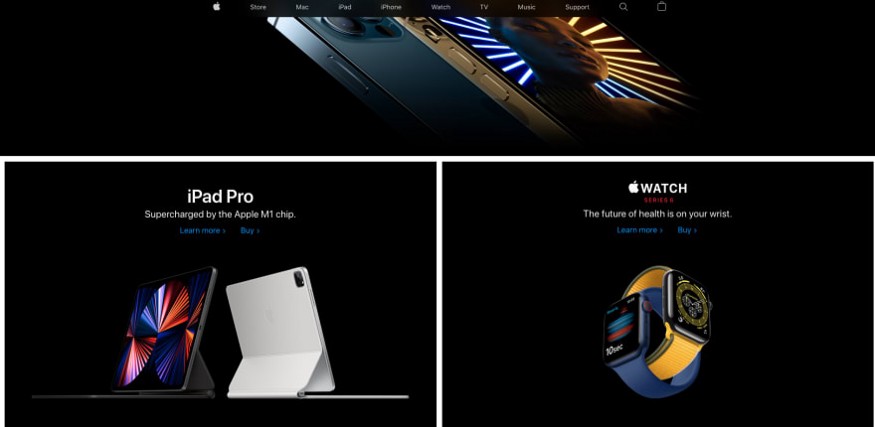 Store Mac iPad iPhone Watch TV Music Support
iPad Pro
Supercharged by the Apple M1 chip.
Learn more > Buy >
WATCH
SERIES 6
The future of health is on your wrist.
Learn more > Buy >
10sec